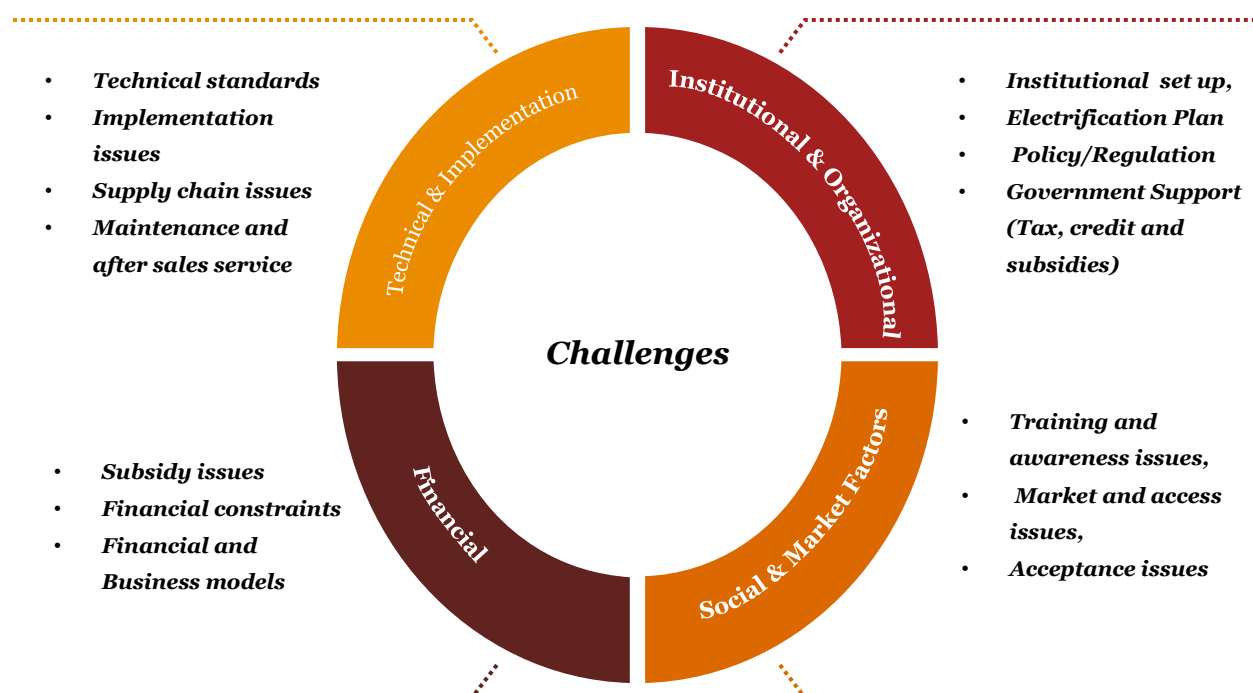 • Technical standards
• Implementation
issues
• Supply chain issues
• Maintenance and
after sales service
Technical & Implementation
Institutional & Organizational
• Institutional set up,
• Electrification Plan
• Policy/Regulation
• Government Support
(Tax, credit and
subsidies)
Challenges
• Subsidy issues
• Financial constraints
• Financial and
Business models
Financial
Social & Market Factors
• Training and
awareness issues,
• Market and access
issues,
• Acceptance issues